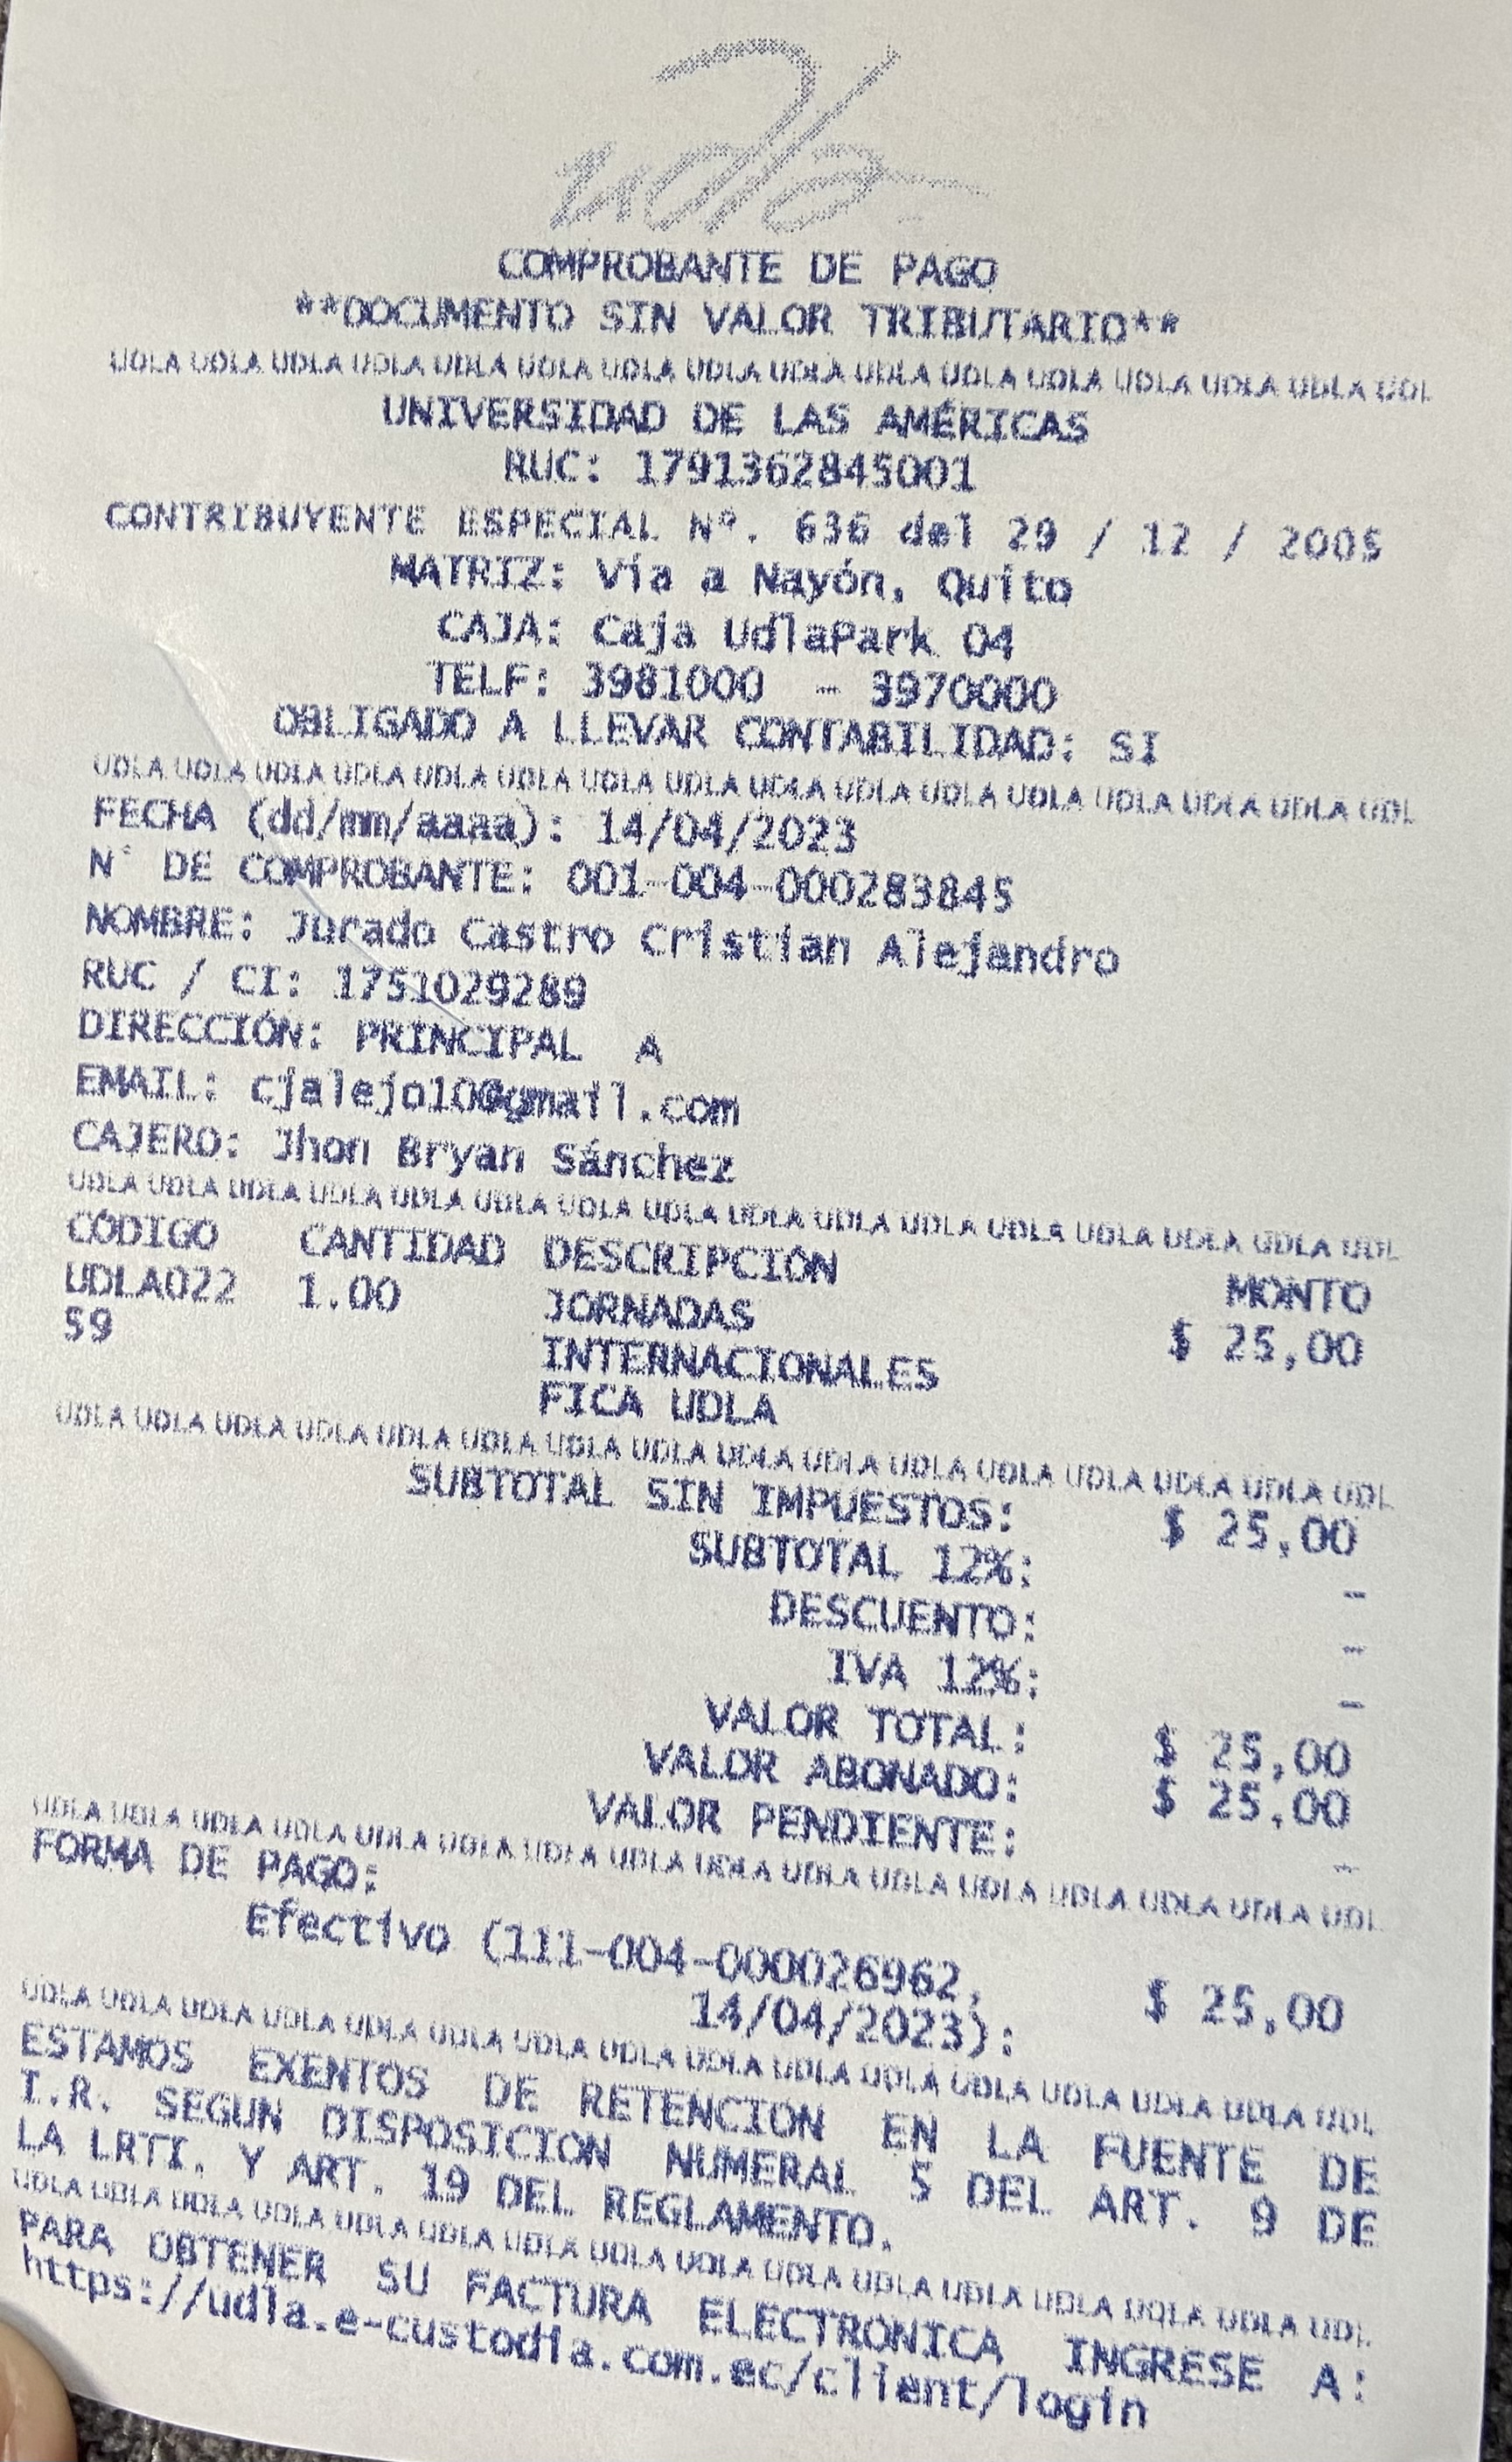 udla-
COMPROBANTE DE PAGO
**DOCUMENTO SIN VALOR TRIBUTARIO**
UDLA UDLA UDLA UDLA UDLA UDLA UDLA UDLA UDLA UDLA UDLA UDLA UDLA UDLA UDLA UDL
UNIVERSIDAD DE LAS AMÉRICAS
RUC: 1791362845001
CONTRIBUYENTE ESPECIAL Nº. 636 del 29 / 12 / 2005
MATRIZ: Vía a Nayón, Quito
CAJA: Caja UdlaPark 04
TELF: 3981000 - 3970000
OBLIGADO A LLEVAR CONTABILIDAD: SI
UDLA UDLA UDLA UDLA UDLA UDLA UDLA UDLA UDLA UDLA UDLA UDLA UDLA UDLA UDLA UDL
FECHA (dd/mm/aaaa): 14/04/2023
N° DE COMPROBANTE: 001-004-000283845
NOMBRE: Jurado Castro Cristian Alejandro
RUC / CI: 1751029289
DIRECCIÓN: PRINCIPAL A
EMAIL: cjalejo10@gmail.com
CAJERO: Jhon Bryan Sánchez
UDLA UDLA UDLA UDLA UDLA UDLA UDLA UDLA UDLA UDLA UDLA UDLA UDLA UDLA UDLA UDL
CÓDIGO CANTIDAD DESCRIPCIÓN MONTO
UDLA022 1.00 JORNADAS $ 25,00
59 INTERNACIONALES
FICA UDLA
UDLA UDLA UDLA UDLA UDLA UDLA UDLA UDLA UDLA UDLA UDLA UDLA UDLA UDLA UDLA UDL
SUBTOTAL SIN IMPUESTOS: $ 25,00
SUBTOTAL 12%: -
DESCUENTO: -
IVA 12%: -
VALOR TOTAL: $ 25,00
VALOR ABONADO: $ 25,00
VALOR PENDIENTE: -
UDLA UDLA UDLA UDLA UDLA UDLA UDLA UDLA UDLA UDLA UDLA UDLA UDLA UDLA UDLA UDL
FORMA DE PAGO:
Efectivo (111-004-000026962, $ 25,00
14/04/2023):
UDLA UDLA UDLA UDLA UDLA UDLA UDLA UDLA UDLA UDLA UDLA UDLA UDLA UDLA UDLA UDL
ESTAMOS EXENTOS DE RETENCION EN LA FUENTE DE
I.R. SEGUN DISPOSICION NUMERAL 5 DEL ART. 9 DE
LA LRTI. Y ART. 19 DEL REGLAMENTO.
UDLA UDLA UDLA UDLA UDLA UDLA UDLA UDLA UDLA UDLA UDLA UDLA UDLA UDLA UDLA UDL
PARA OBTENER SU FACTURA ELECTRONICA INGRESE A:
https://udla.e-custodia.com.ec/client/login